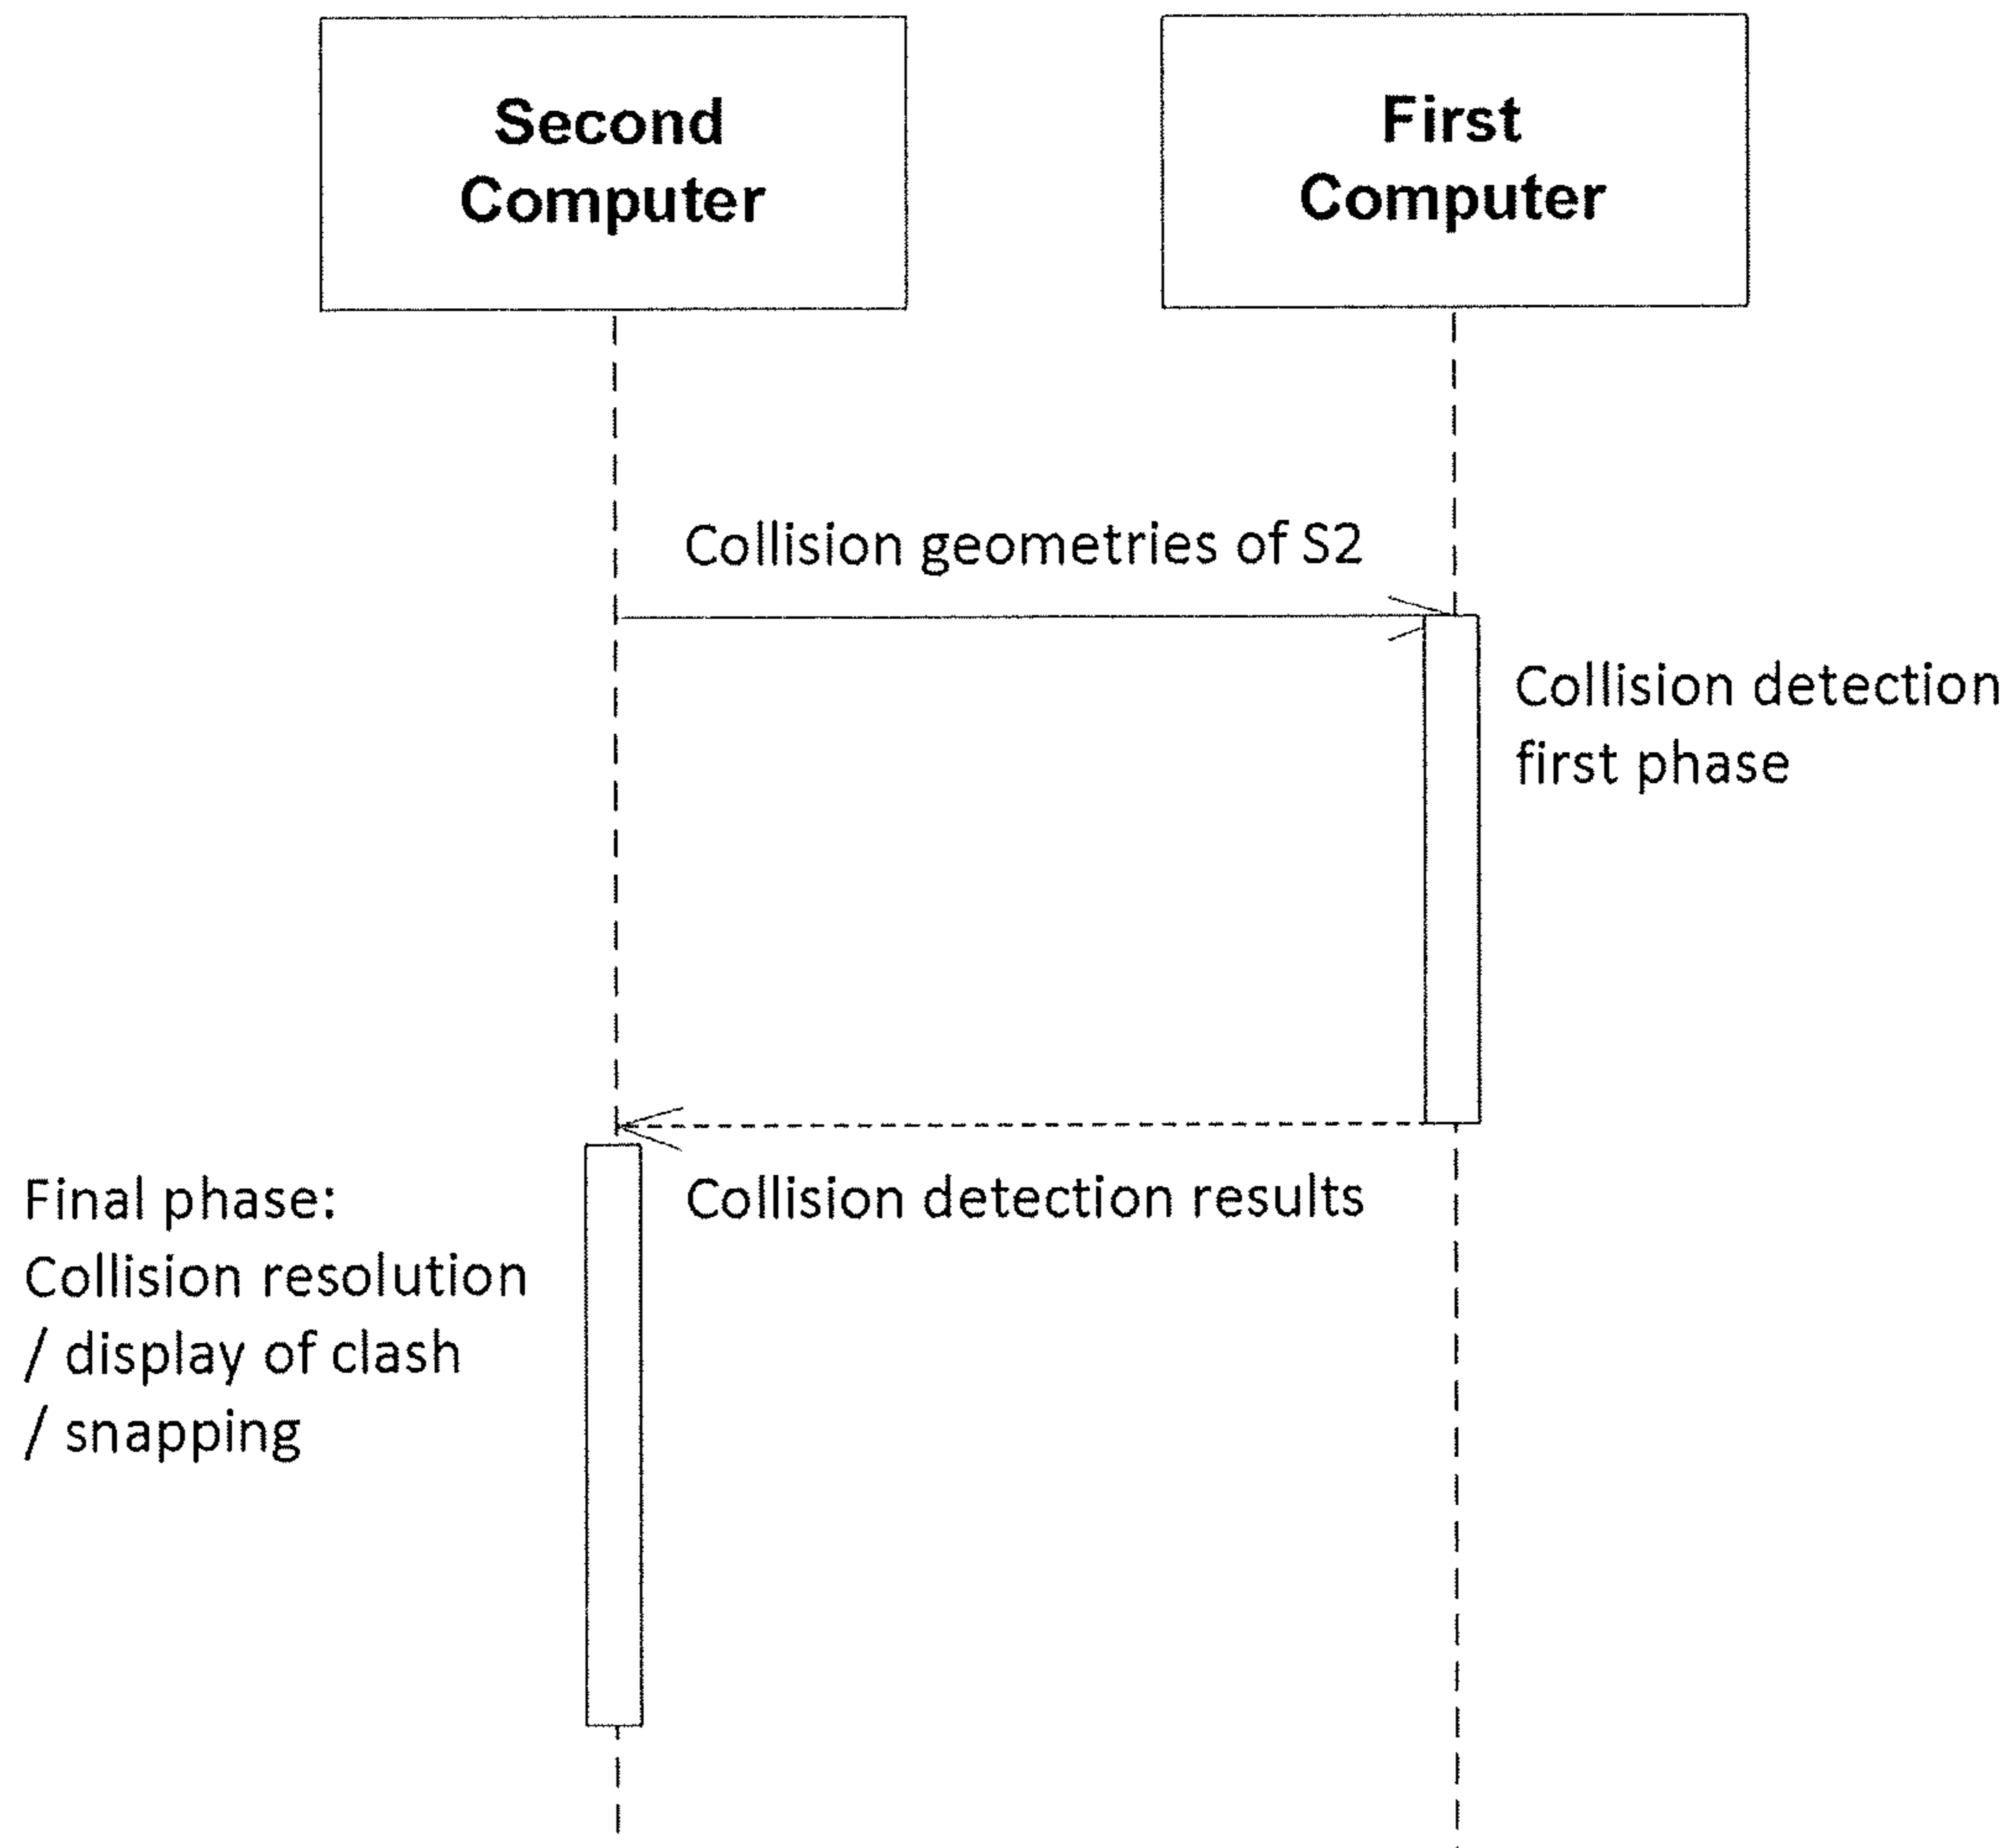 Second
Computer
First
Computer
Collision geometries of S2
Collision detection
first phase
Collision detection results
Final phase:
Collision resolution
/ display of clash
/ snapping